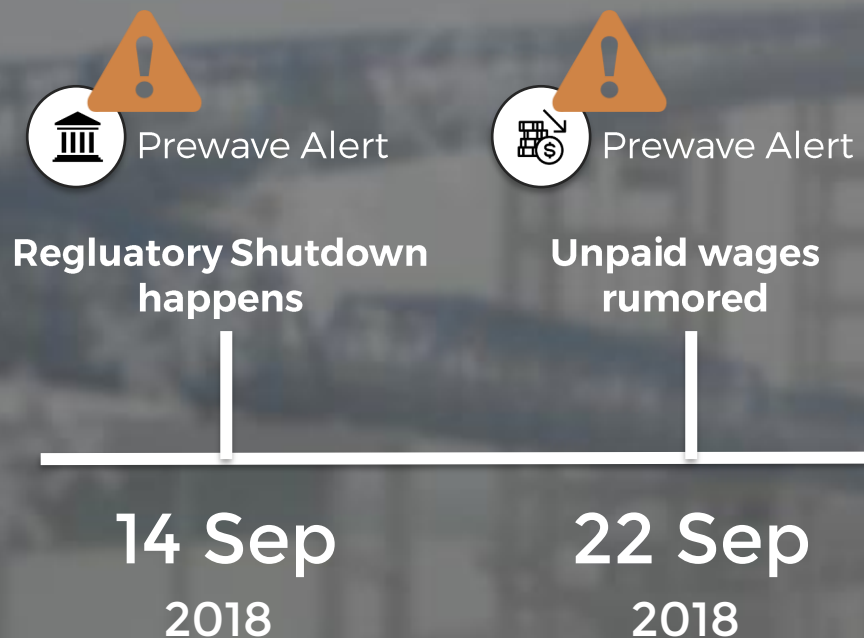 Prewave Alert
Regluatory Shutdown
happens
14 Sep
2018
Prewave Alert
Unpaid wages
rumored
22 Sep
2018